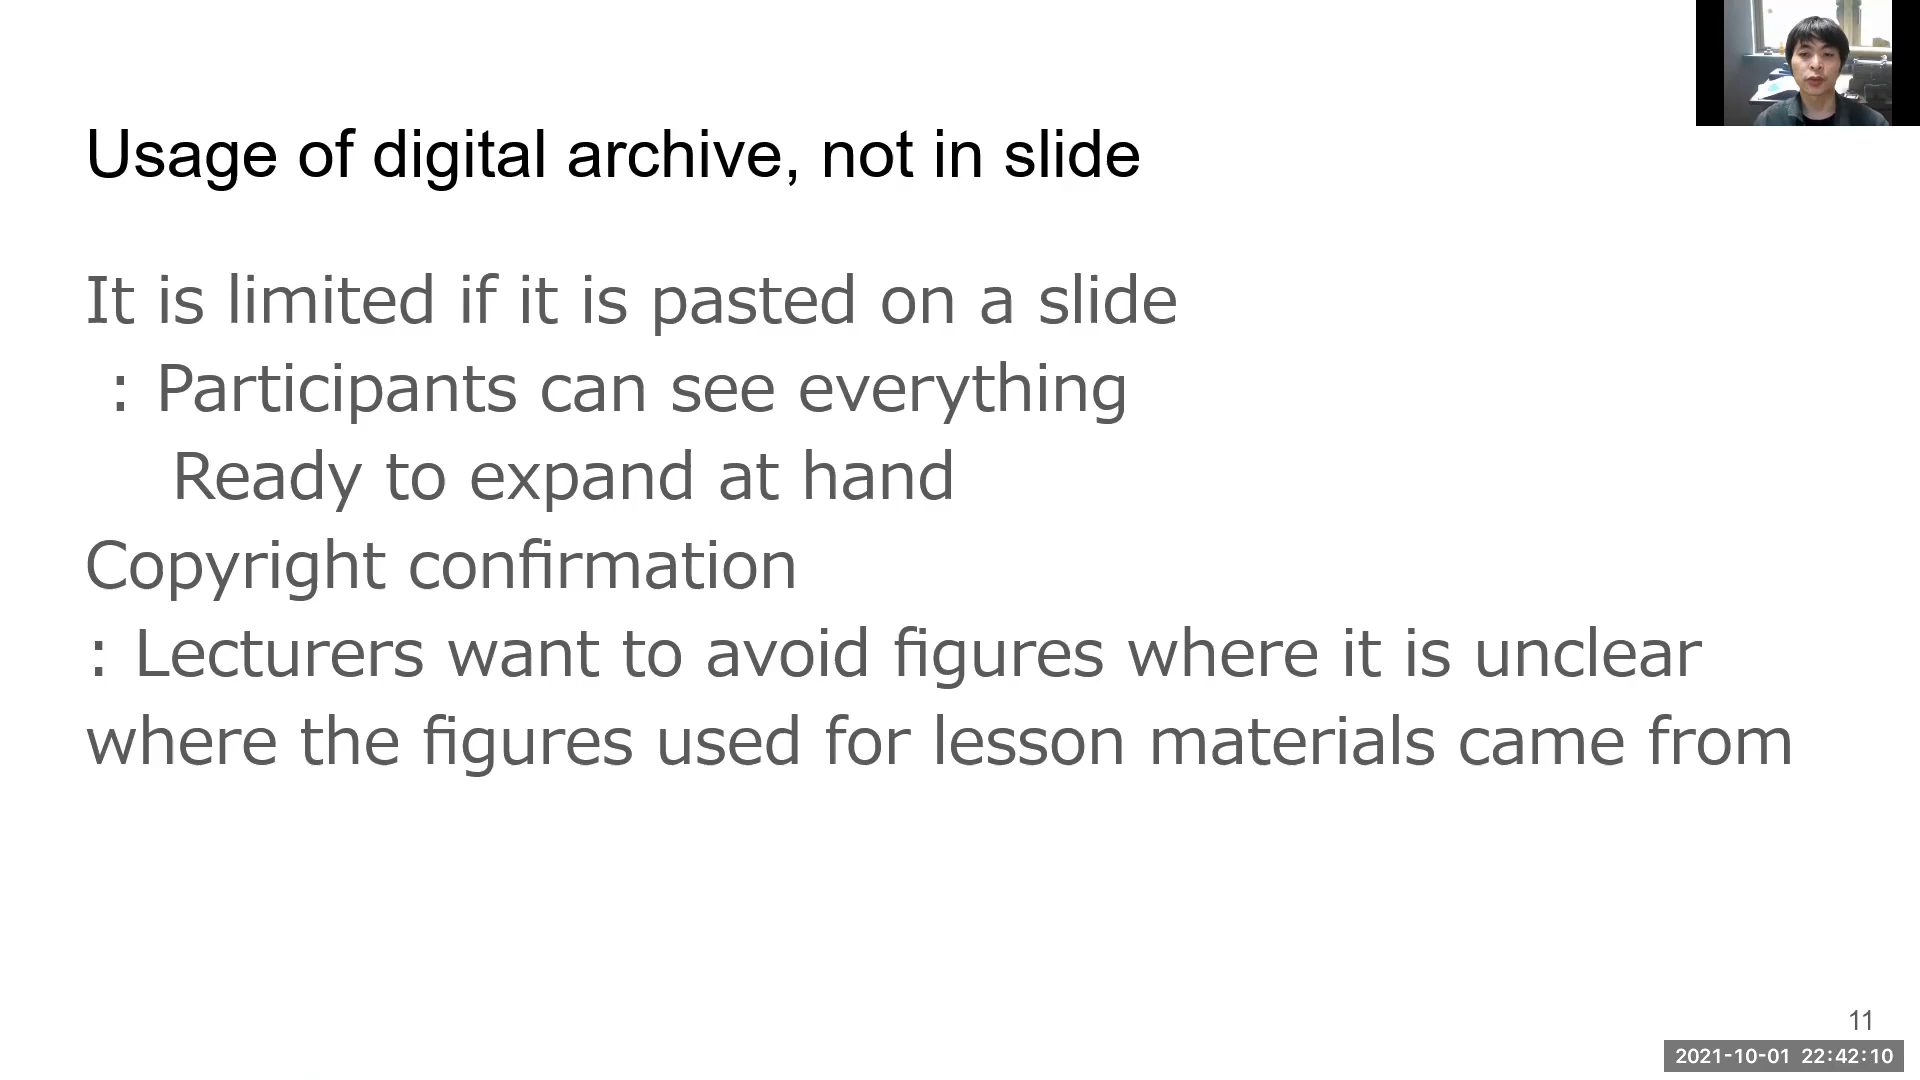 Usage of digital archive, not in slide
It is limited if it is pasted on a slide
: Participants can see everything
Ready to expand at hand
Copyright confirmation
: Lecturers want to avoid figures where it is unclear
where the figures used for lesson materials came from
11
2021-10-01 22:42:10